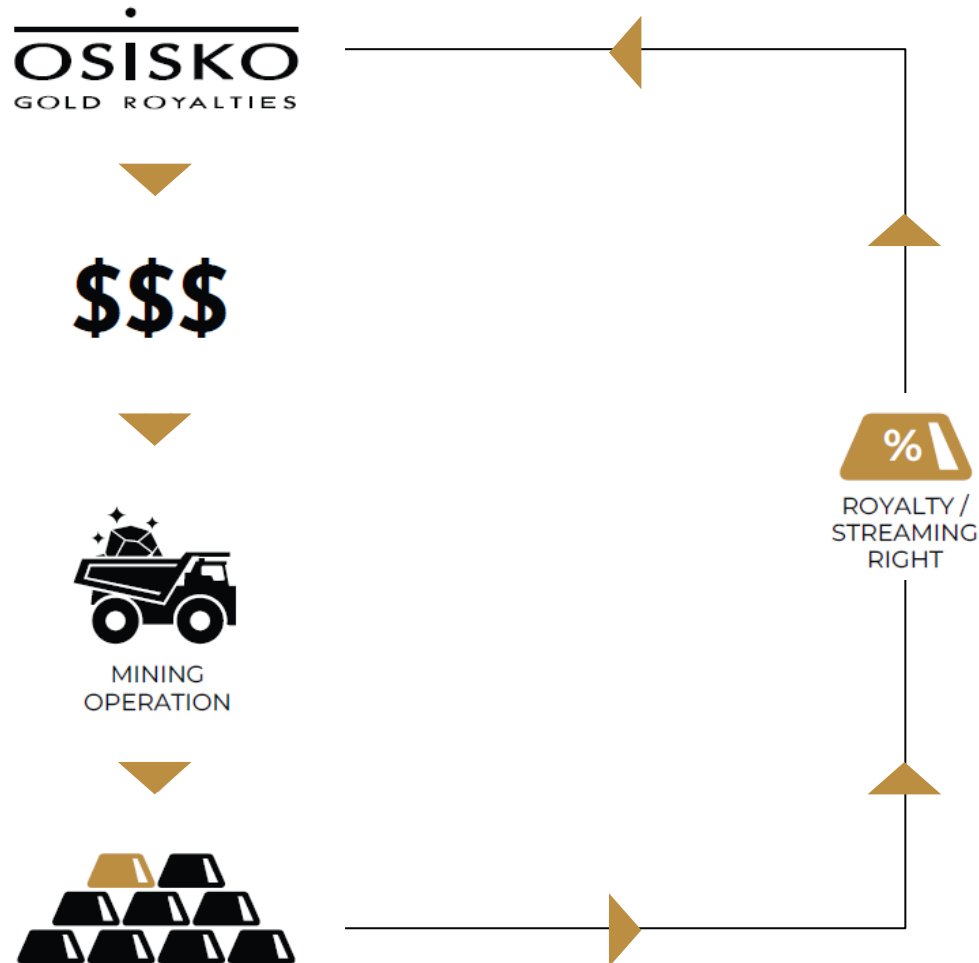 OSISKO
GOLD ROYALTIES
$$$
%
ROYALTY /
STREAMING
RIGHT
MINING
OPERATION